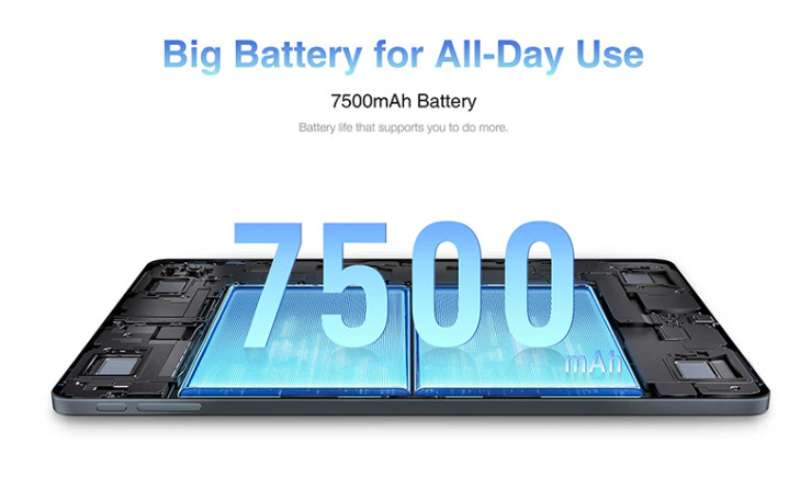 Big Battery for All-Day Use
7500mAh Battery
Battery life that supports you to do more.
7500
mAh